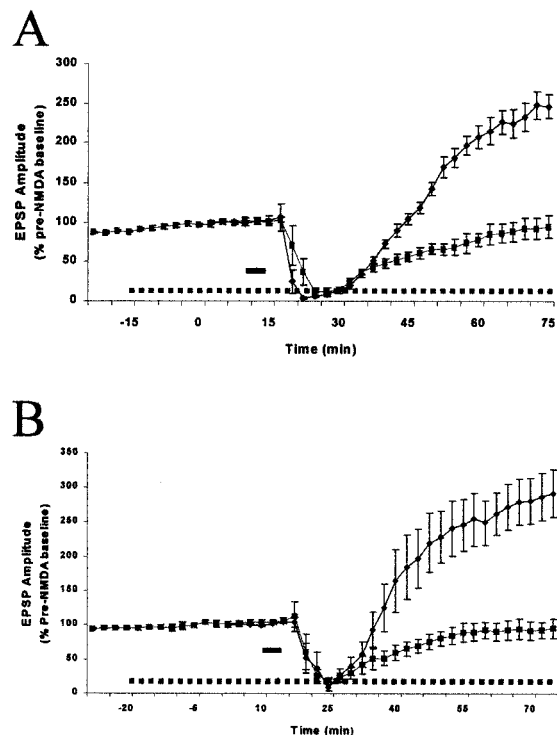 A
300
250
200
150
100
50
0
EPSP Amplitude
(% pre-NMDA baseline)
-15 0 15 30 45 60 75
Time (min)
B
350
300
250
200
150
100
50
0
EPSP Amplitude
(% Pre-NMDA baseline)
-20 -5 10 25 40 55 70
Time (min)